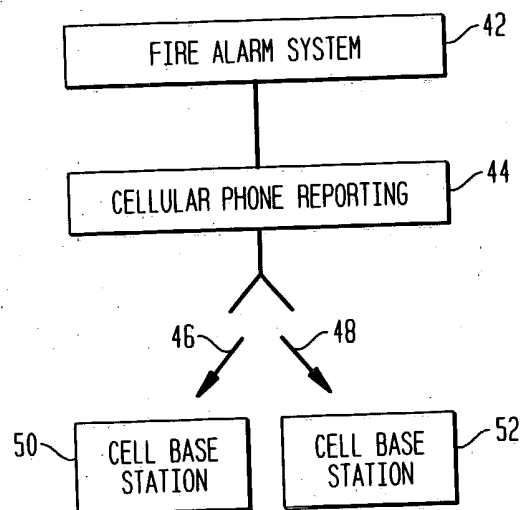 FIRE ALARM SYSTEM
42
CELLULAR PHONE REPORTING
44
46
48
50
CELL BASE
STATION
CELL BASE
STATION
52